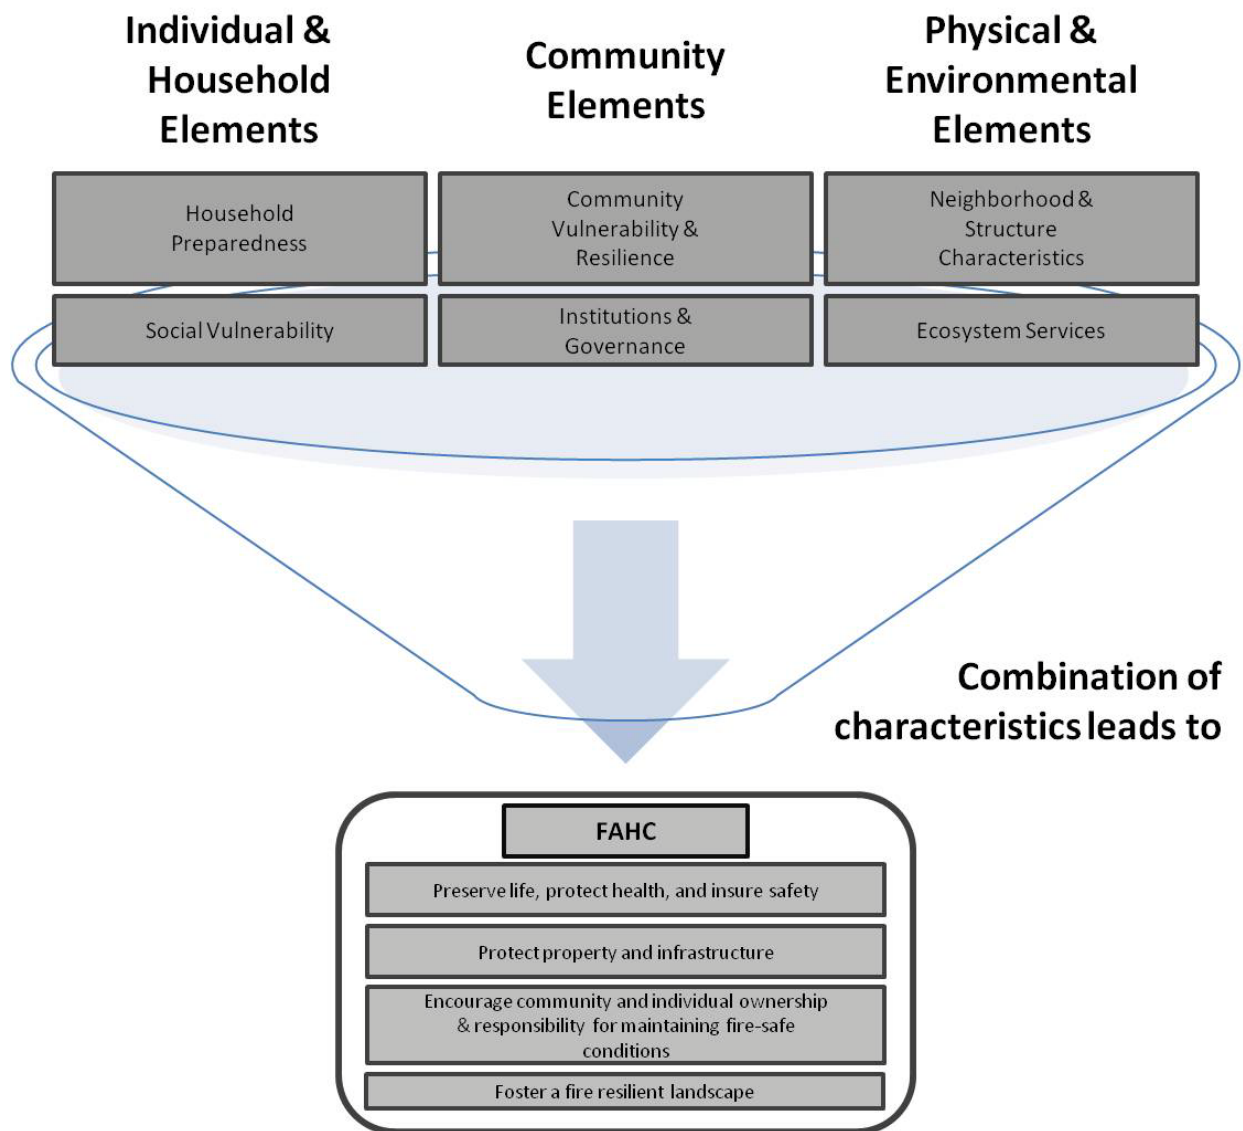 Individual &
Household
Elements
Community
Elements
Physical &
Environmental
Elements
Household
Preparedness
Community
Vulnerability &
Resilience
Neighborhood &
Structure
Characteristics
Social Vulnerability
Institutions &
Governance
Ecosystem Services
Combination of
characteristics leads to
FAHC
Preserve life, protect health, and insure safety
Protect property and infrastructure
Encourage community and individual ownership
& responsibility for maintaining fire-safe
conditions
Foster a fire resilient landscape